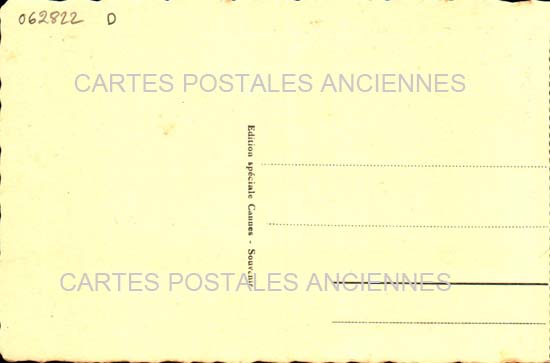 062822 D
CARTES POSTALES ANCIENNES
Edition spéciale Cannes - Souvenir
CARTES POSTALES ANCIENNES